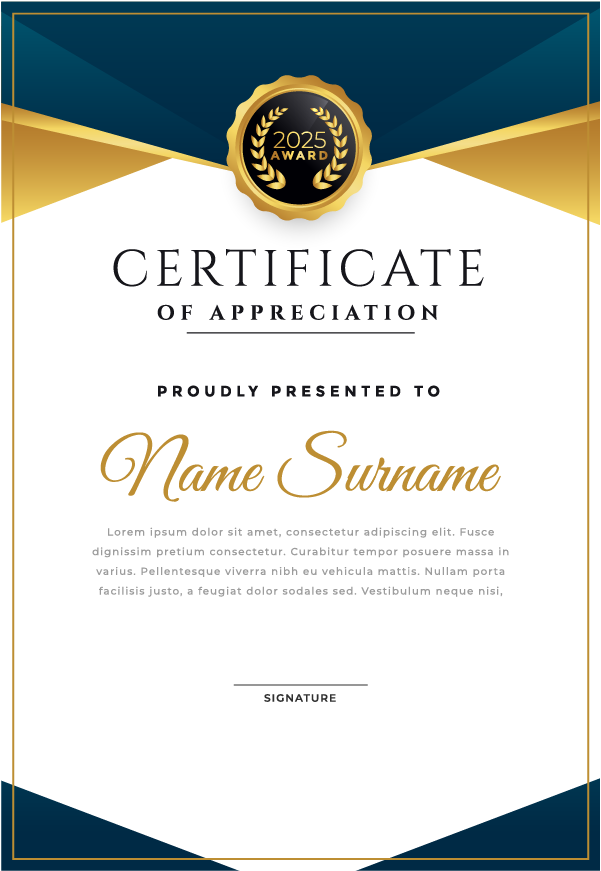 2025
AWARD
CERTIFICATE
OF APPRECIATION
PROUDLY PRESENTED TO
Name Surname
Lorem ipsum dolor sit amet, consectetur adipiscing elit. Fusce
dignissim pretium consectetur. Curabitur tempor posuere massa in
varius. Pellentesque viverra nibh eu vehicula mattis. Nullam porta
facilisis justo, a feugiat dolor sodales sed. Vestibulum neque nisi,
SIGNATURE